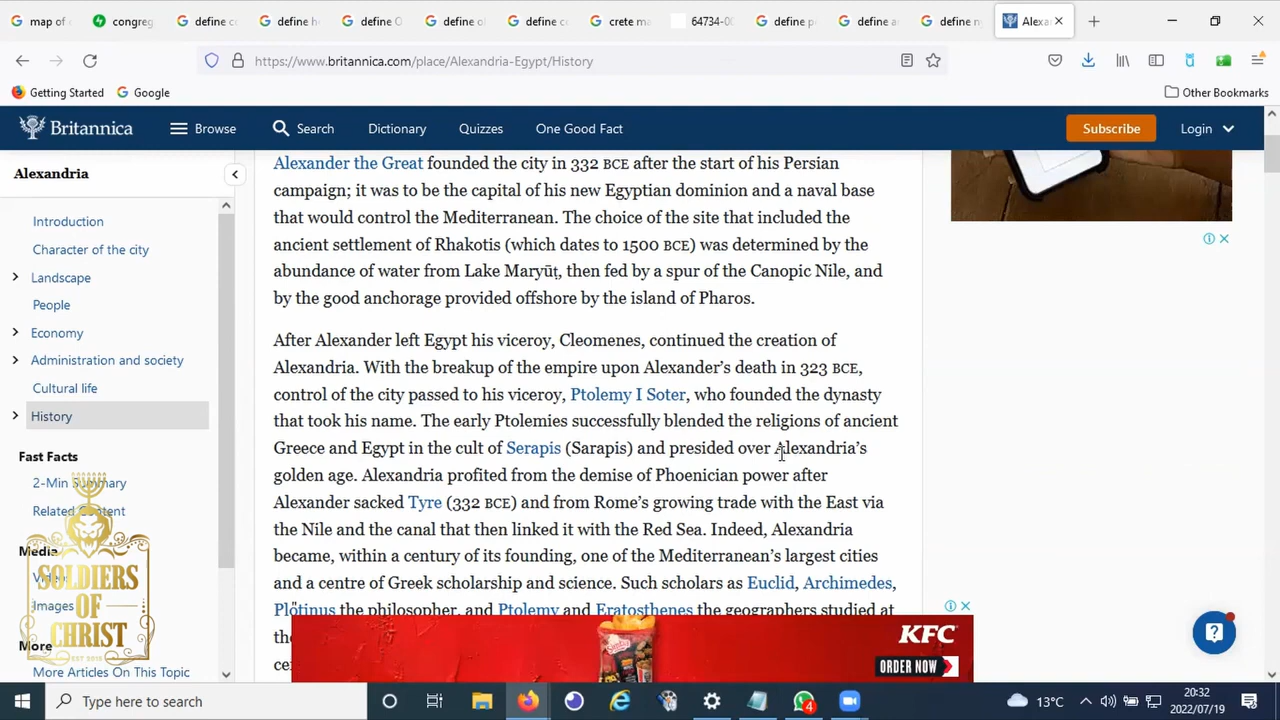 map of
congreg
define c
define h
define O
define ol
define cu
crete ma
64734-00
define p
define a
define n
Alexa
https://www.britannica.com/place/Alexandria-Egypt/History
Getting Started
Google
Other Bookmarks
Britannica
Browse
Search
Dictionary
Quizzes
One Good Fact
Subscribe
Login
Alexandria
Introduction
Character of the city
Landscape
People
Economy
Administration and society
Cultural life
History
Fast Facts
2-Min Summary
Related Content
Media
Images
More
More Articles On This Topic
Alexander the Great founded the city in 332 BCE after the start of his Persian
campaign; it was to be the capital of his new Egyptian dominion and a naval base
that would control the Mediterranean. The choice of the site that included the
ancient settlement of Rhakotis (which dates to 1500 BCE) was determined by the
abundance of water from Lake Maryūṭ, then fed by a spur of the Canopic Nile, and
by the good anchorage provided offshore by the island of Pharos.
After Alexander left Egypt his viceroy, Cleomenes, continued the creation of
Alexandria. With the breakup of the empire upon Alexander's death in 323 BCE,
control of the city passed to his viceroy, Ptolemy I Soter, who founded the dynasty
that took his name. The early Ptolemies successfully blended the religions of ancient
Greece and Egypt in the cult of Serapis (Sarapis) and presided over Alexandria's
golden age. Alexandria profited from the demise of Phoenician power after
Alexander sacked Tyre (332 BCE) and from Rome's growing trade with the East via
the Nile and the canal that then linked it with the Red Sea. Indeed, Alexandria
became, within a century of its founding, one of the Mediterranean's largest cities
and a centre of Greek scholarship and science. Such scholars as Euclid, Archimedes,
Plotinus the philosopher, and Ptolemy and Eratosthenes the geographers studied at
SOLDIERS
OF
CHRIST
KFC
ORDER NOW
Type here to search
4
13°C
20:32
2022/07/19